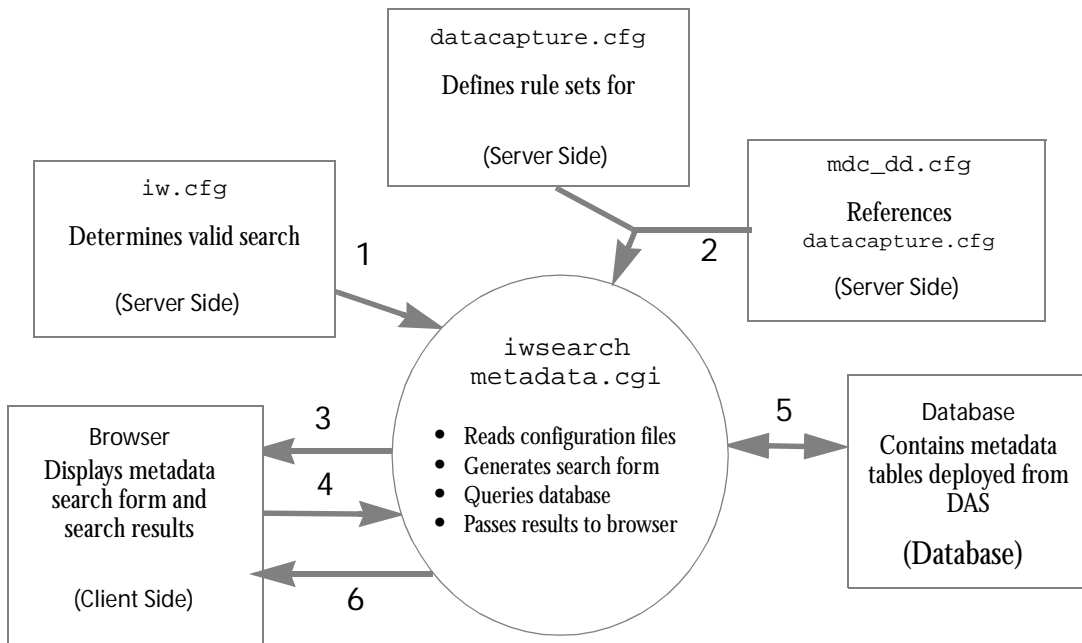 datacapture.cfg
Defines rule sets for
(Server Side)
mdc_dd.cfg
References
datacapture.cfg
(Server Side)
iw.cfg
Determines valid search
(Server Side)
1
2
iwsearch
metadata.cgi
• Reads configuration files
• Generates search form
• Queries database
• Passes results to browser
Browser
Displays metadata
search form and
search results
(Client Side)
3
4
6
5
Database
Contains metadata
tables deployed from
DAS
(Database)